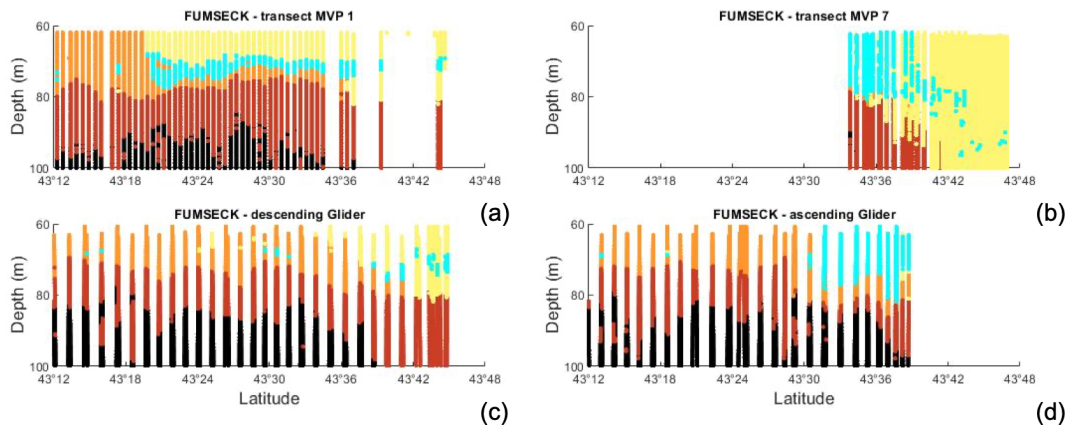 FUMSECK - transect MVP 1
60
80
100
Depth (m)
43°12 43°18 43°24 43°30 43°36 43°42 43°48
(a)
FUMSECK - transect MVP 7
60
80
100
Depth (m)
43°12 43°18 43°24 43°30 43°36 43°42 43°48
(b)
FUMSECK - descending Glider
60
80
100
Depth (m)
43°12 43°18 43°24 43°30 43°36 43°42 43°48
Latitude
(c)
FUMSECK - ascending Glider
60
80
100
Depth (m)
43°12 43°18 43°24 43°30 43°36 43°42 43°48
Latitude
(d)